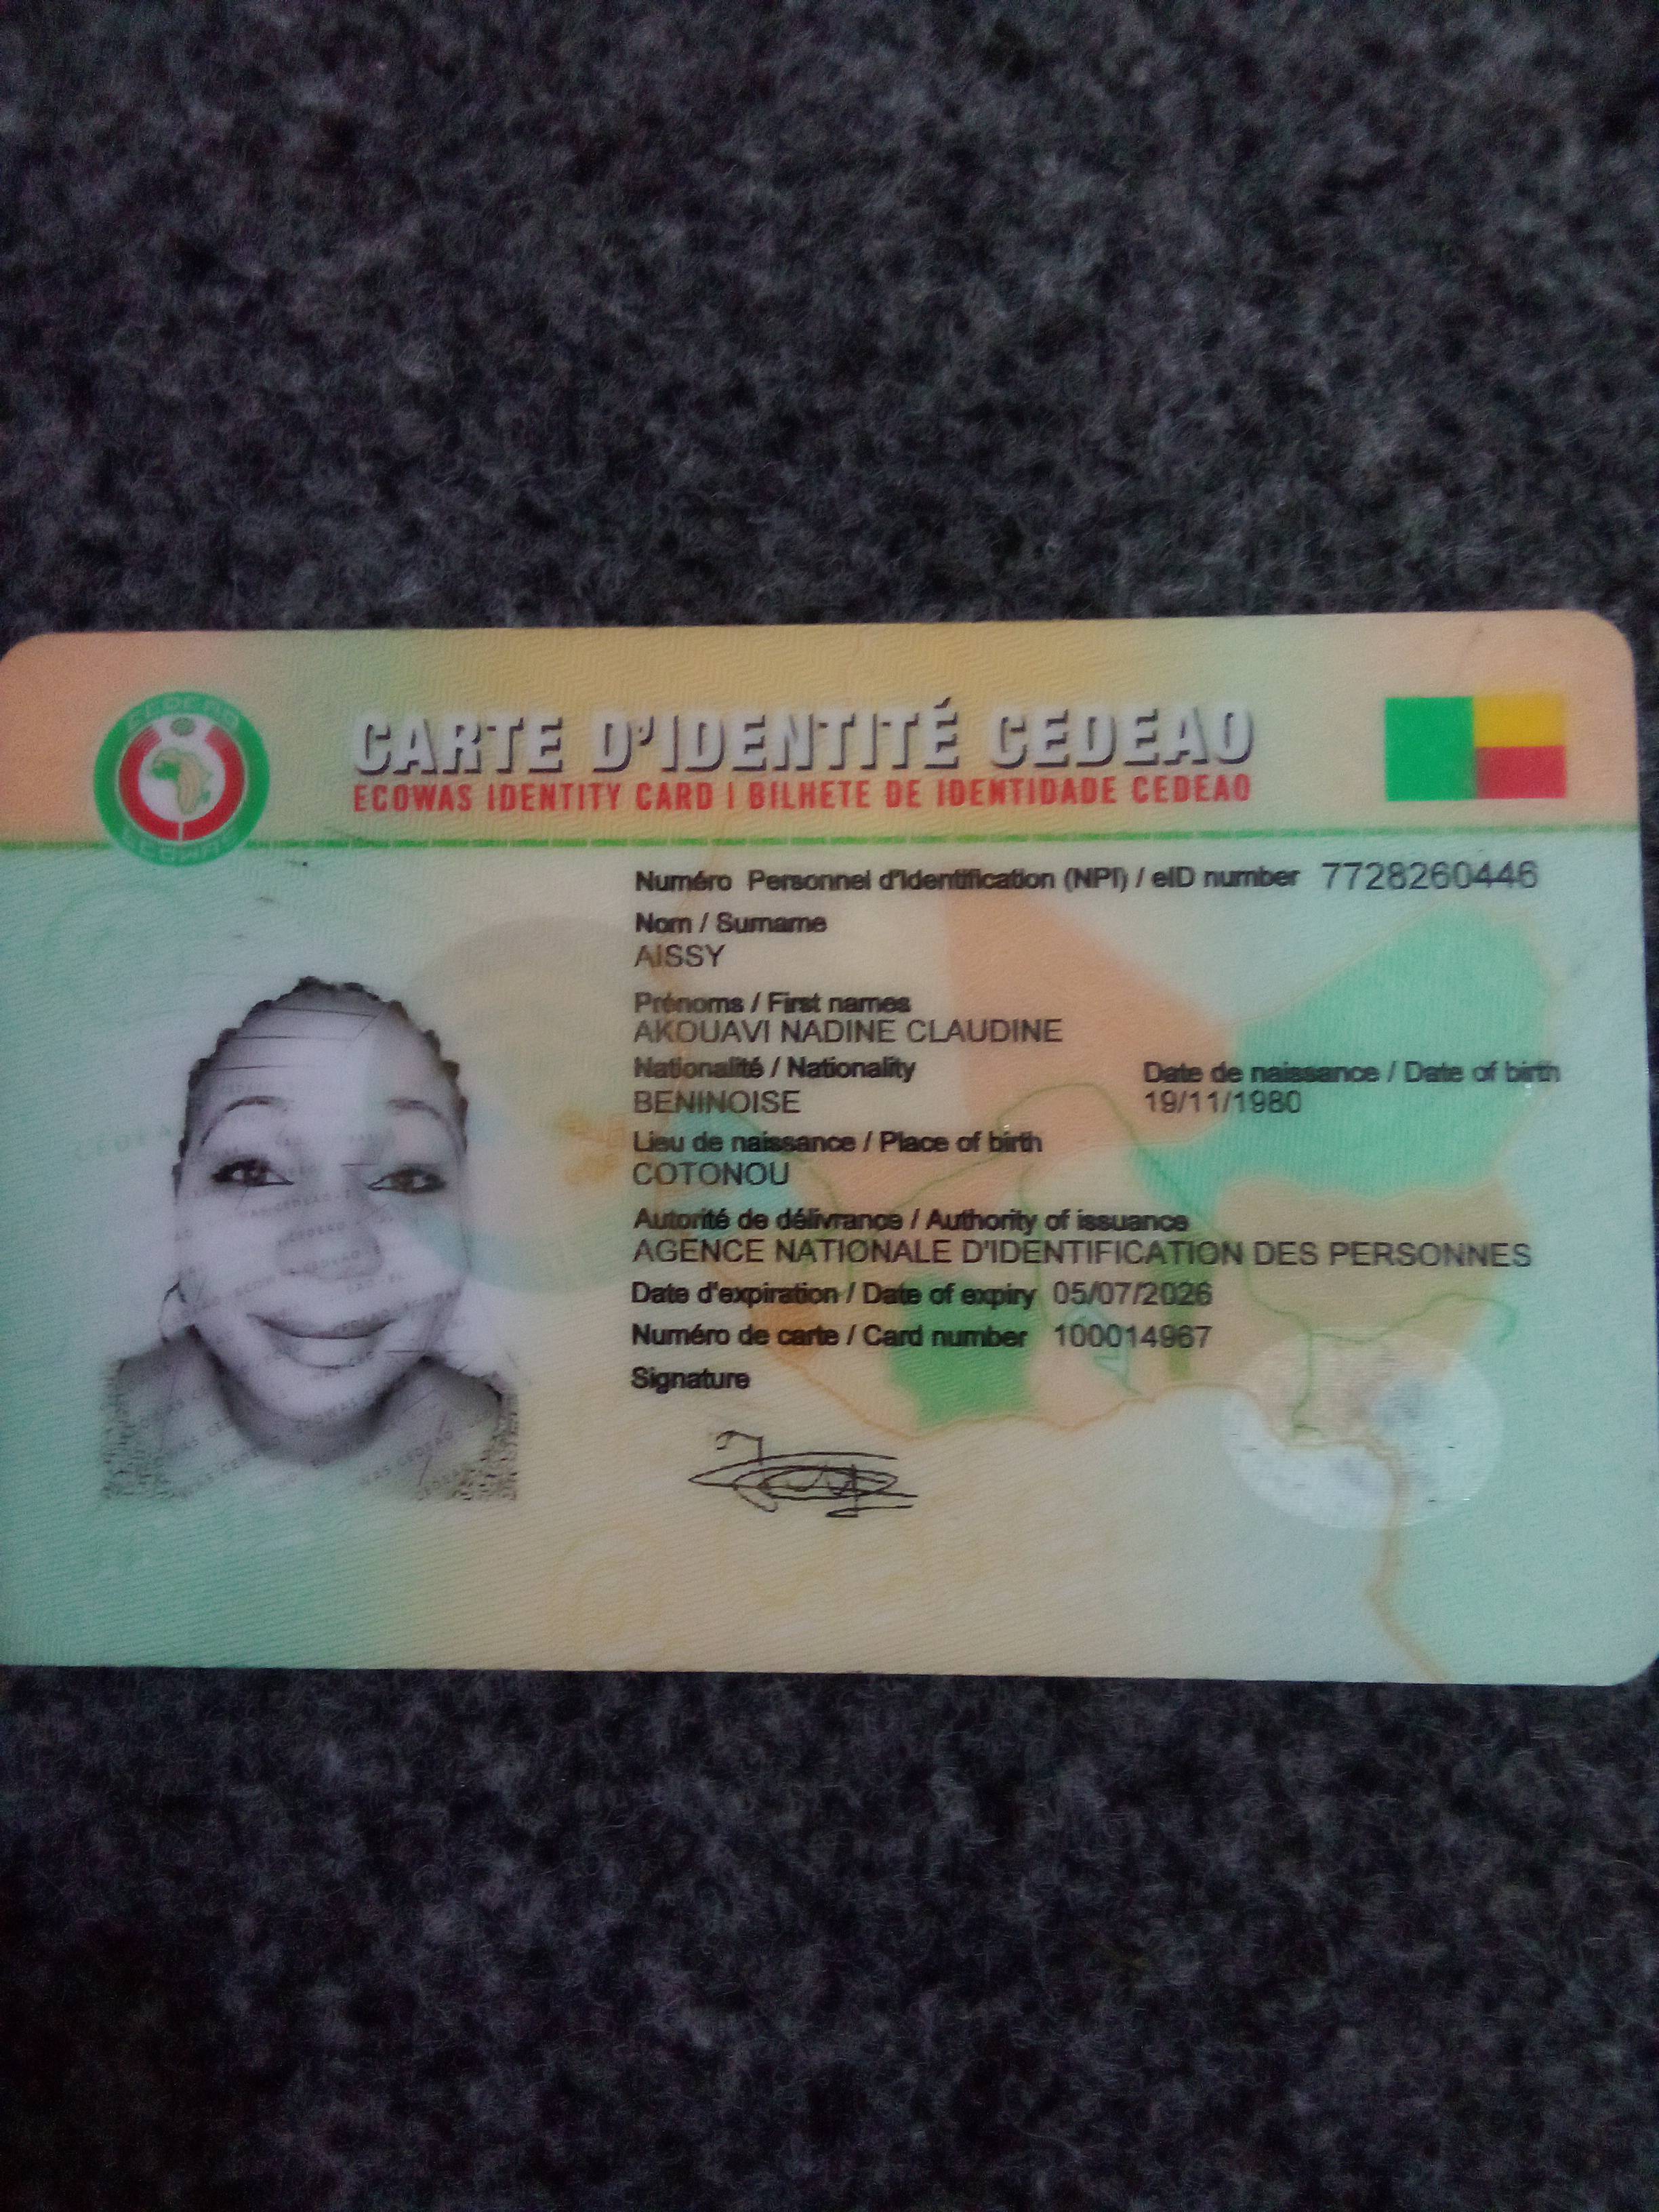 CEDEAO
ECOWAS
CARTE D'IDENTITÉ CEDEAO
ECOWAS IDENTITY CARD | BILHETE DE IDENTIDADE CEDEAO
Numéro Personnel d'Identification (NPI) / eID number 7728260446
Nom / Surname
AISSY
Prénoms / First names
AKOUAVI NADINE CLAUDINE
Nationalité / Nationality Date de naissance / Date of birth
BENINOISE 19/11/1980
Lieu de naissance / Place of birth
COTONOU
Autorité de délivrance / Authority of issuance
AGENCE NATIONALE D'IDENTIFICATION DES PERSONNES
Date d'expiration / Date of expiry 05/07/2026
Numéro de carte / Card number 100014967
Signature